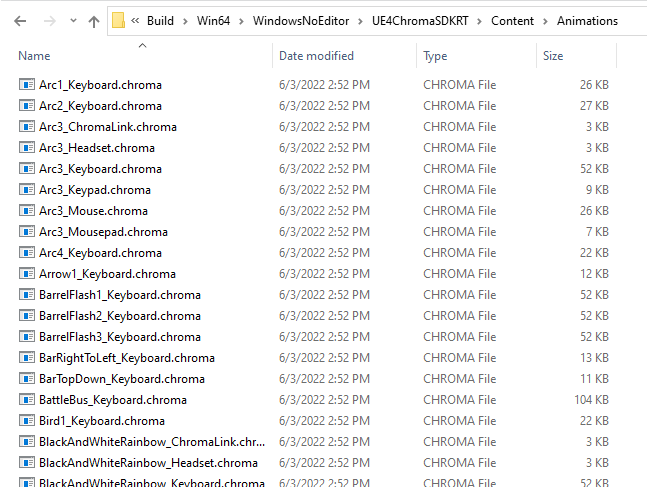 « Build > Win64 > WindowsNoEditor > UE4ChromaSDKRT > Content > Animations
Name Date modified Type Size
Arc1_Keyboard.chroma 6/3/2022 2:52 PM CHROMA File 26 KB
Arc2_Keyboard.chroma 6/3/2022 2:52 PM CHROMA File 27 KB
Arc3_ChromaLink.chroma 6/3/2022 2:52 PM CHROMA File 3 KB
Arc3_Headset.chroma 6/3/2022 2:52 PM CHROMA File 3 KB
Arc3_Keyboard.chroma 6/3/2022 2:52 PM CHROMA File 52 KB
Arc3_Keypad.chroma 6/3/2022 2:52 PM CHROMA File 9 KB
Arc3_Mouse.chroma 6/3/2022 2:52 PM CHROMA File 26 KB
Arc3_Mousepad.chroma 6/3/2022 2:52 PM CHROMA File 7 KB
Arc4_Keyboard.chroma 6/3/2022 2:52 PM CHROMA File 22 KB
Arrow1_Keyboard.chroma 6/3/2022 2:52 PM CHROMA File 12 KB
BarrelFlash1_Keyboard.chroma 6/3/2022 2:52 PM CHROMA File 52 KB
BarrelFlash2_Keyboard.chroma 6/3/2022 2:52 PM CHROMA File 52 KB
BarrelFlash3_Keyboard.chroma 6/3/2022 2:52 PM CHROMA File 52 KB
BarRightToLeft_Keyboard.chroma 6/3/2022 2:52 PM CHROMA File 13 KB
BarTopDown_Keyboard.chroma 6/3/2022 2:52 PM CHROMA File 11 KB
BattleBus_Keyboard.chroma 6/3/2022 2:52 PM CHROMA File 104 KB
Bird1_Keyboard.chroma 6/3/2022 2:52 PM CHROMA File 22 KB
BlackAndWhiteRainbow_ChromaLink.chr... 6/3/2022 2:52 PM CHROMA File 3 KB
BlackAndWhiteRainbow_Headset.chroma 6/3/2022 2:52 PM CHROMA File 3 KB
BlackAndWhiteRainbow_Keyboard.chroma 6/3/2022 2:52 PM CHROMA File 52 KB